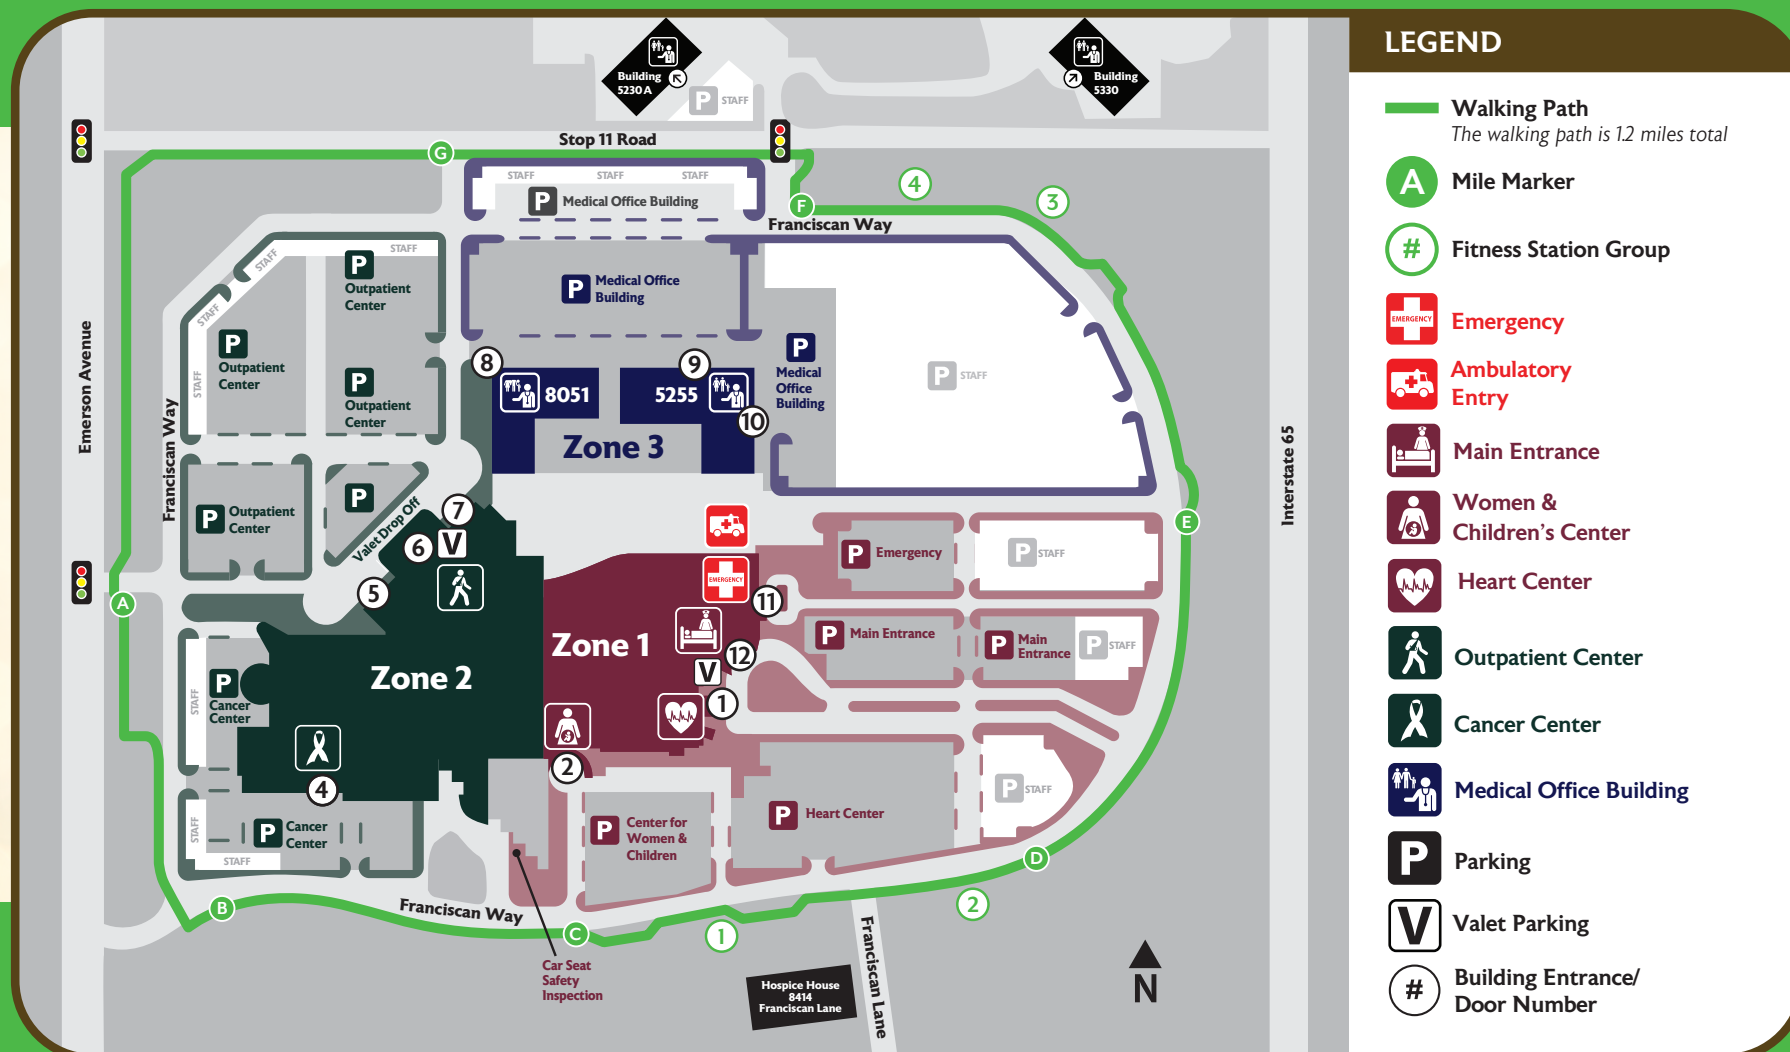 Building
5230 A
P STAFF
Building
5330
Stop 11 Road
G
STAFF STAFF STAFF
P Medical Office Building
F
4
3
Franciscan Way
STAFF
STAFF
STAFF
STAFF
P
Outpatient
Center
P
Outpatient
Center
P
Outpatient
Center
P Medical Office
Building
P
Medical
Office
Building
P STAFF
Emerson Avenue
Franciscan Way
Interstate 65
8
8051
9
5255
10
Zone 3
P Outpatient
Center
P
Valet Drop Off
7
6
V
5
E
EMERGENCY
11
P Emergency
P STAFF
A
Zone 1
12
V
1
P Main Entrance
P Main
Entrance
P STAFF
Zone 2
STAFF
P
Cancer
Center
4
2
STAFF
P Cancer
Center
STAFF
P Center for
Women &
Children
P Heart Center
P STAFF
D
B
Franciscan Way
C
1
2
Car Seat
Safety
Inspection
Hospice House
8414
Franciscan Lane
Franciscan Lane
N
LEGEND
Walking Path
The walking path is 1.2 miles total
A Mile Marker
# Fitness Station Group
EMERGENCY Emergency
Ambulatory
Entry
Main Entrance
Women &
Children's Center
Heart Center
Outpatient Center
Cancer Center
Medical Office Building
P Parking
V Valet Parking
# Building Entrance/
Door Number